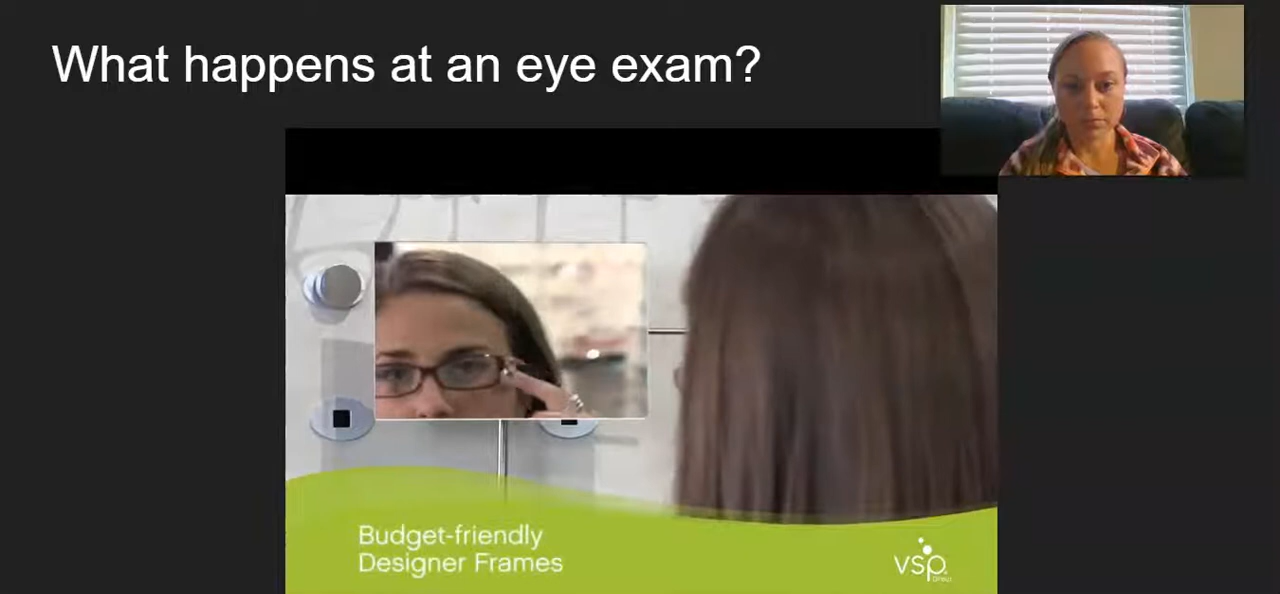 What happens at an eye exam?
Budget-friendly
Designer Frames
vsp.